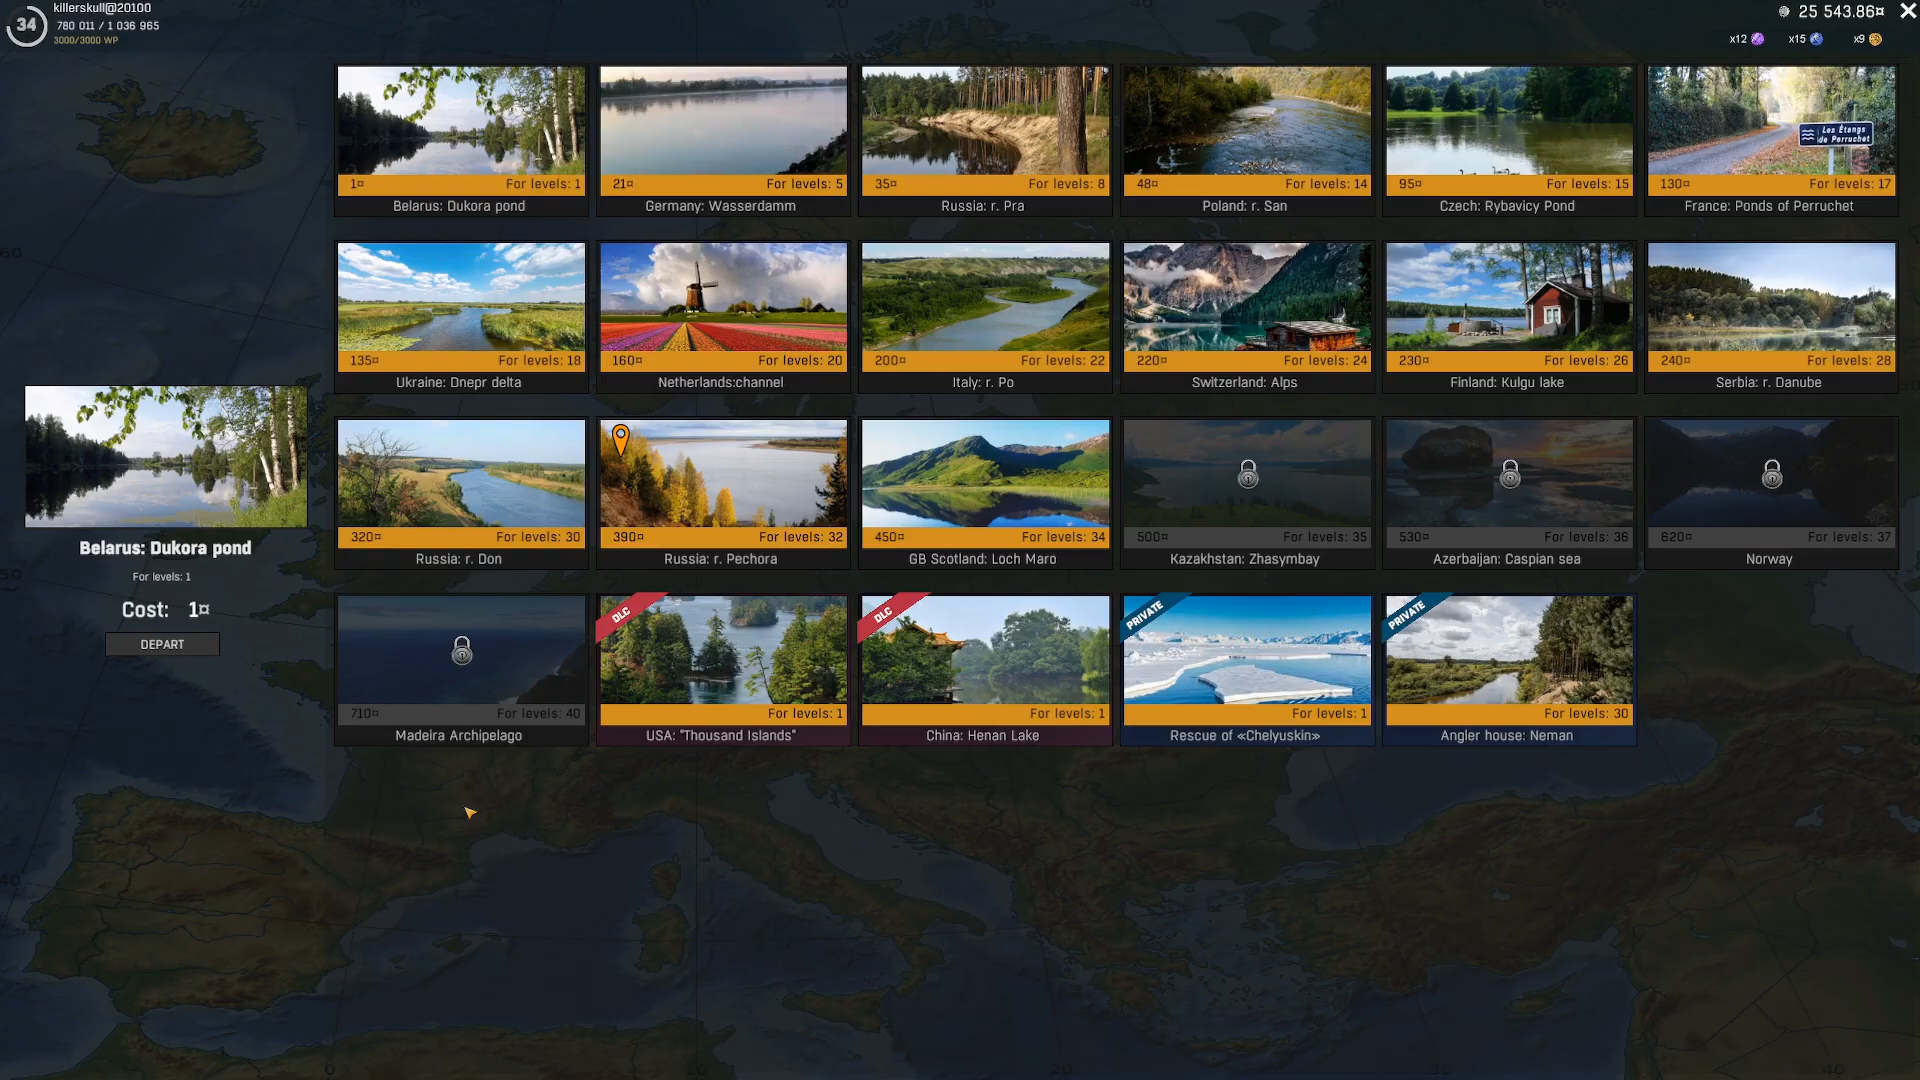 34
killerskull@20100
780 011 / 1 036 965
3000/3000 WP
25 543.86¤
x12
x15
x9
1¤ For levels: 1
Belarus: Dukora pond
21¤ For levels: 5
Germany: Wasserdamm
35¤ For levels: 8
Russia: r. Pra
48¤ For levels: 14
Poland: r. San
95¤ For levels: 15
Czech: Rybavicy Pond
Les Étangs
de Perruchet
130¤ For levels: 17
France: Ponds of Perruchet
135¤ For levels: 18
Ukraine: Dnepr delta
160¤ For levels: 20
Netherlands:channel
200¤ For levels: 22
Italy: r. Po
220¤ For levels: 24
Switzerland: Alps
230¤ For levels: 26
Finland: Kulgu lake
240¤ For levels: 28
Serbia: r. Danube
320¤ For levels: 30
Russia: r. Don
390¤ For levels: 32
Russia: r. Pechora
450¤ For levels: 34
GB Scotland: Loch Maro
500¤ For levels: 35
Kazakhstan: Zhasymbay
530¤ For levels: 36
Azerbaijan: Caspian sea
620¤ For levels: 37
Norway
710¤ For levels: 40
Madeira Archipelago
DLC
For levels: 1
USA: "Thousand Islands"
DLC
For levels: 1
China: Henan Lake
PRIVATE
For levels: 1
Rescue of «Chelyuskin»
PRIVATE
For levels: 30
Angler house: Neman
Belarus: Dukora pond
For levels: 1
Cost: 1¤
DEPART